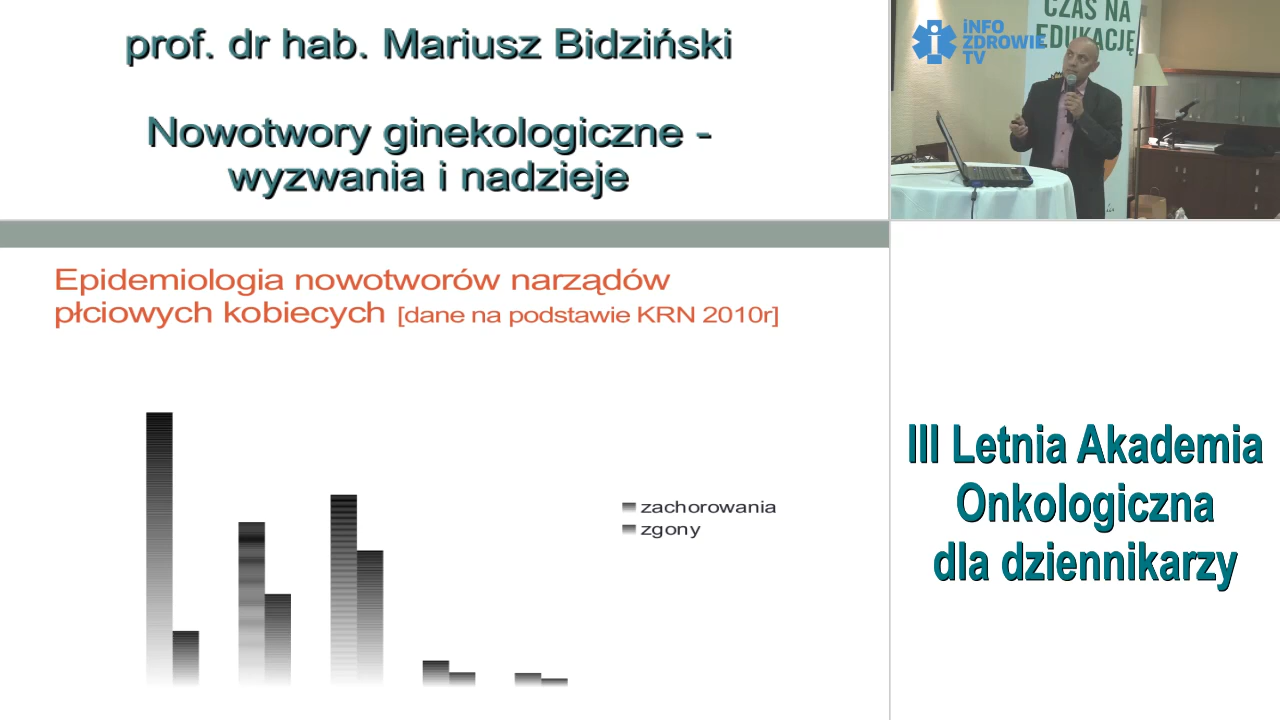 prof. dr hab. Mariusz Bidziński
Nowotwory ginekologiczne -
wyzwania i nadzieje
CZAS NA
EDUKACJĘ
iNFO
ZDROWIE
TV
Epidemiologia nowotworów narządów
płciowych kobiecych [dane na podstawie KRN 2010r]
zachorowania
zgony
III Letnia Akademia
Onkologiczna
dla dziennikarzy